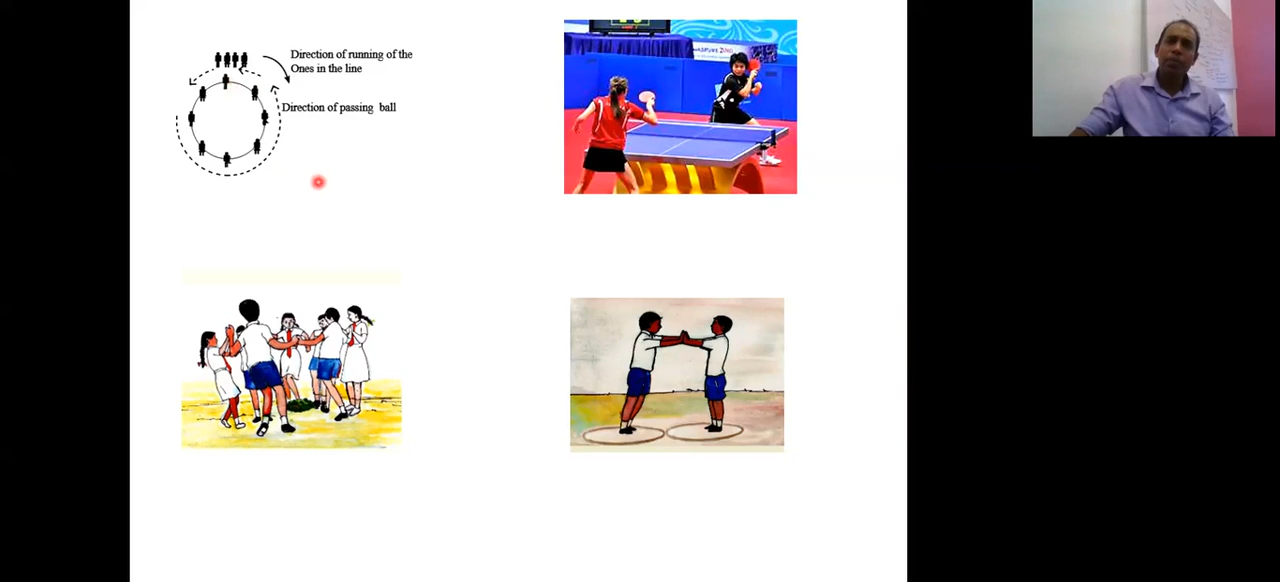 Direction of running of the
Ones in the line
Direction of passing ball